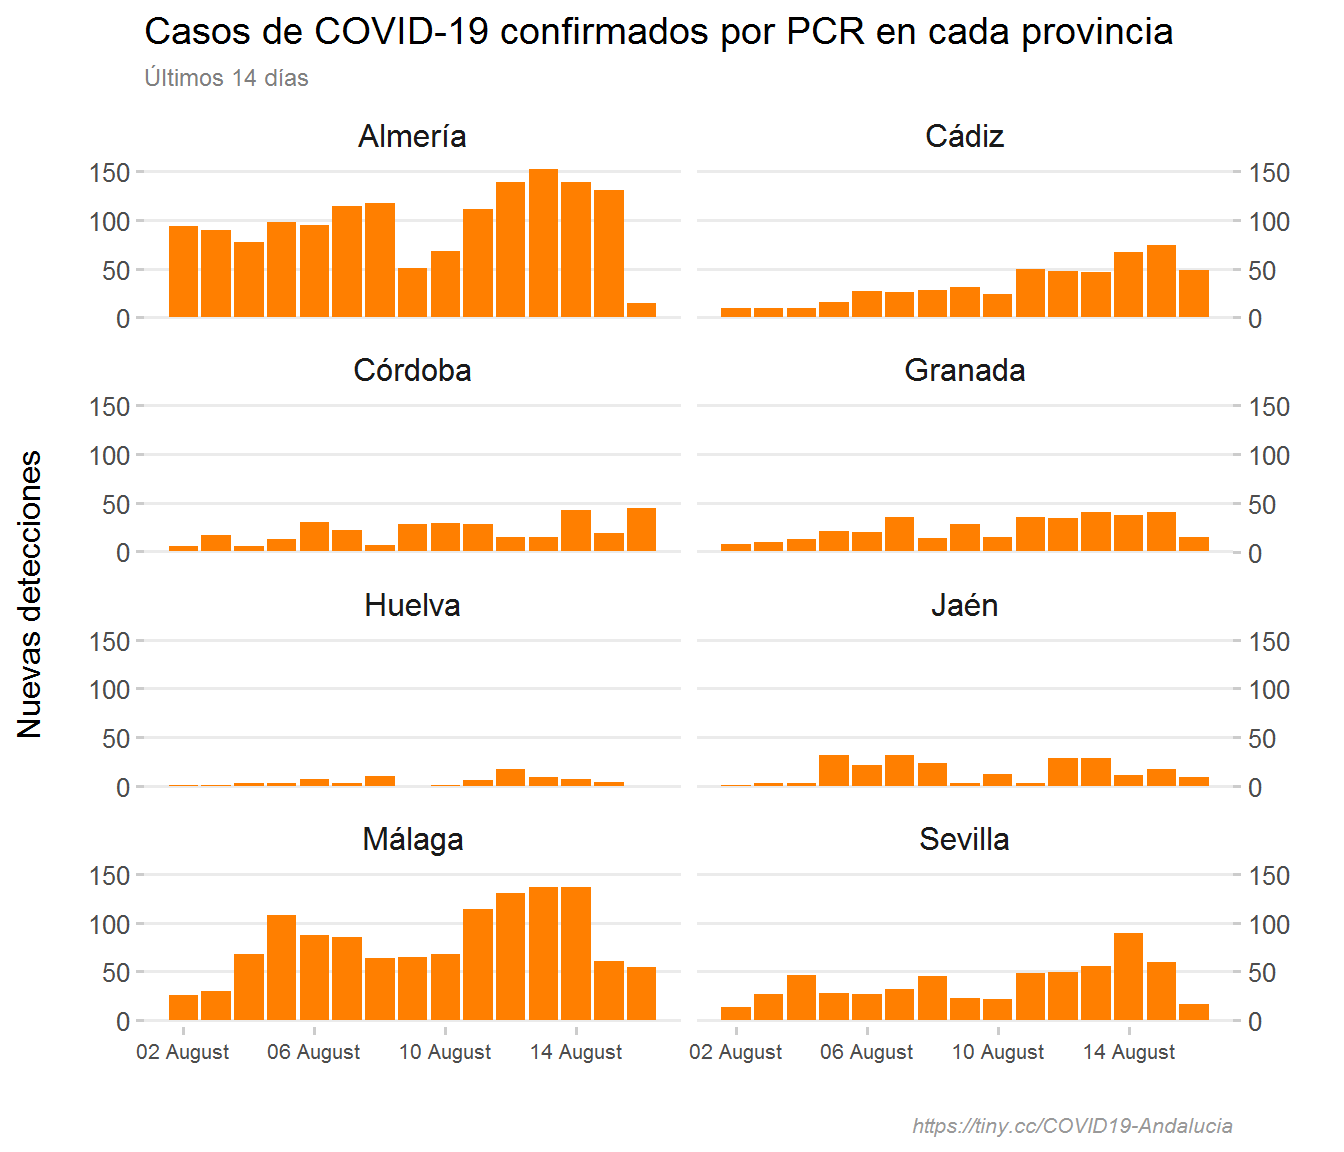 Casos de COVID-19 confirmados por PCR en cada provincia
Últimos 14 días
Almería
Cádiz
150
100
50
0
150
100
50
0
Córdoba
Granada
150
100
50
0
150
100
50
0
Nuevas detecciones
Huelva
Jaén
150
100
50
0
150
100
50
0
Málaga
Sevilla
150
100
50
0
150
100
50
0
02 August 06 August 10 August 14 August
02 August 06 August 10 August 14 August
https://tiny.cc/COVID19-Andalucia